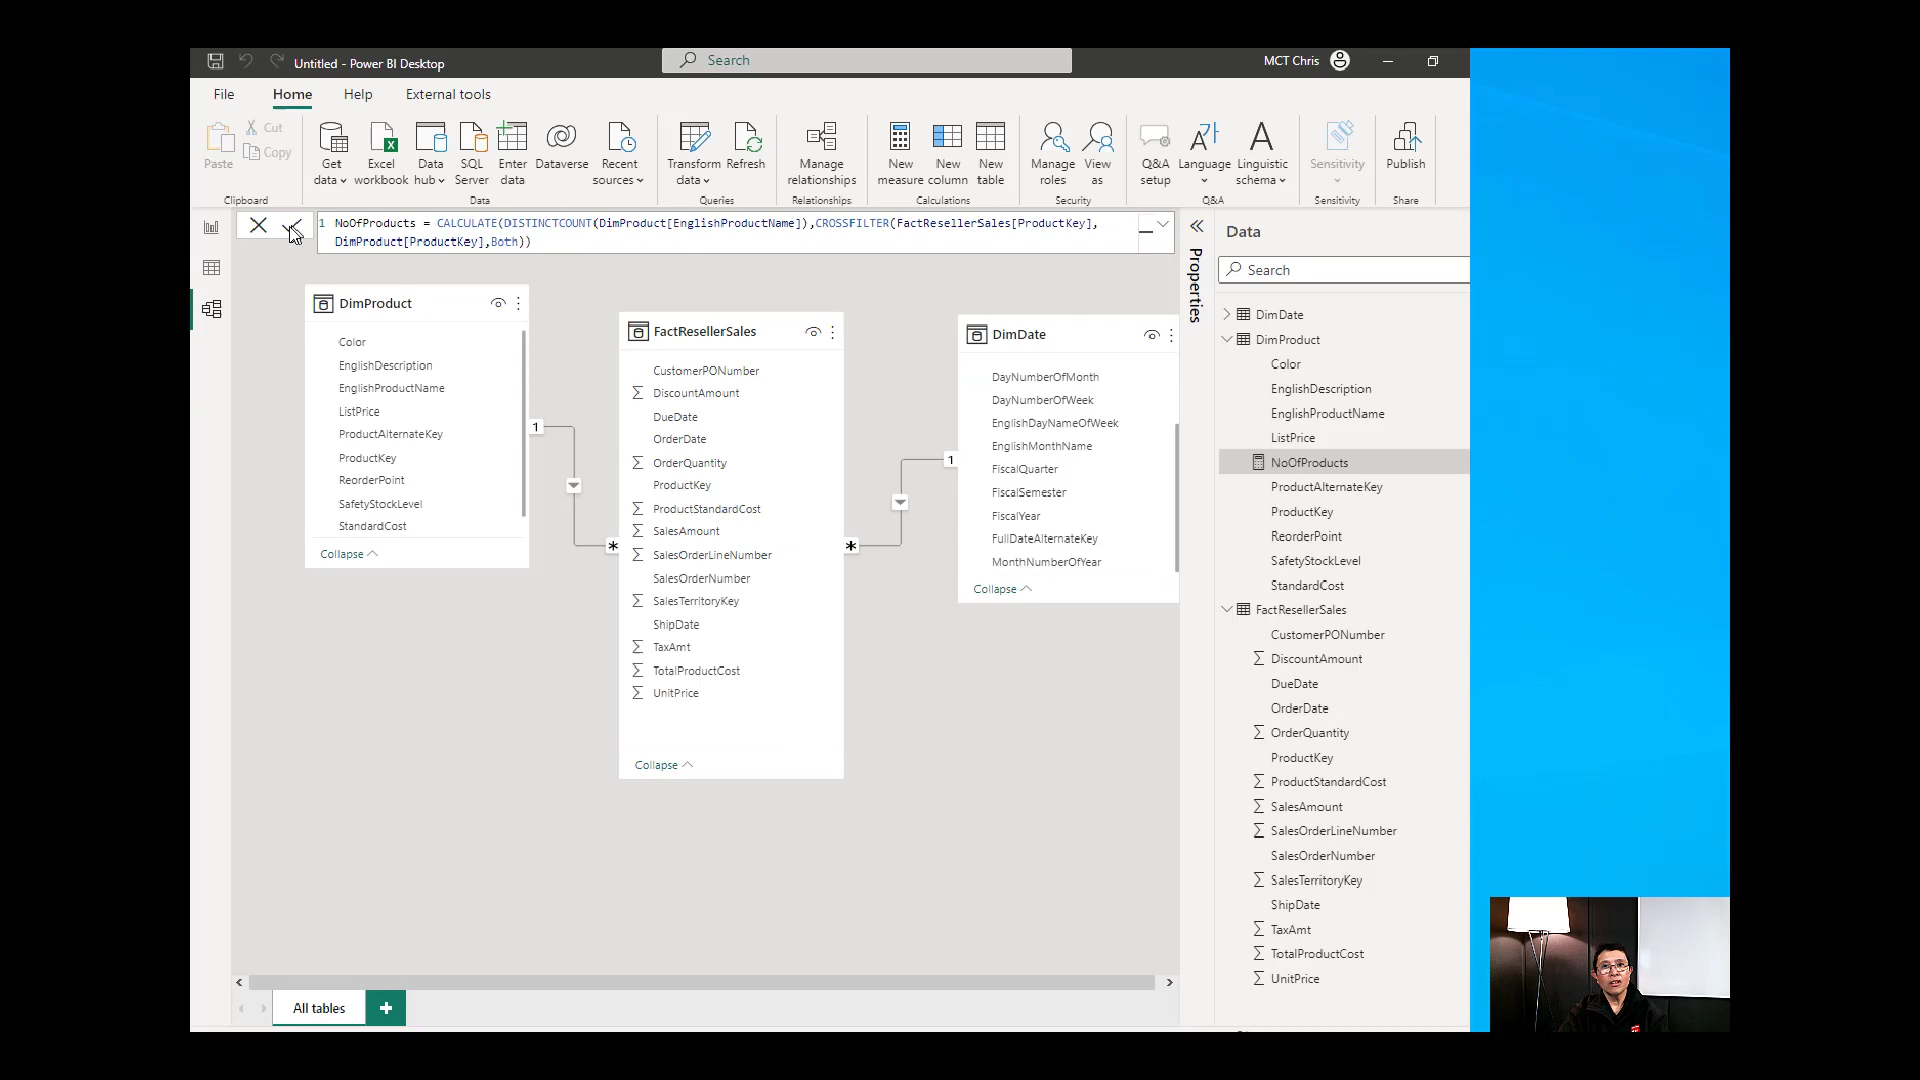 Untitled - Power BI Desktop
Search
MCT Chris
File
Home
Help
External tools
Paste
Cut
Copy
Get data
Excel workbook
Data hub
SQL Server
Enter data
Dataverse
Recent sources
Transform data
Refresh
Manage relationships
New measure
New column
New table
Manage roles
View as
Q&A setup
Language
Linguistic schema
Sensitivity
Publish
Clipboard
Data
Queries
Relationships
Calculations
Security
Q&A
Sensitivity
Share
1 NoOfProducts = CALCULATE(DISTINCTCOUNT(DimProduct[EnglishProductName]),CROSSFILTER(FactResellerSales[ProductKey],
DimProduct[ProductKey],Both))
DimProduct
Color
EnglishDescription
EnglishProductName
ListPrice
ProductAlternateKey
ProductKey
ReorderPoint
SafetyStockLevel
StandardCost
Collapse
1
*
FactResellerSales
CustomerPONumber
DiscountAmount
DueDate
OrderDate
OrderQuantity
ProductKey
ProductStandardCost
SalesAmount
SalesOrderLineNumber
SalesOrderNumber
SalesTerritoryKey
ShipDate
TaxAmt
TotalProductCost
UnitPrice
Collapse
*
1
DimDate
DayNumberOfMonth
DayNumberOfWeek
EnglishDayNameOfWeek
EnglishMonthName
FiscalQuarter
FiscalSemester
FiscalYear
FullDateAlternateKey
MonthNumberOfYear
Collapse
Properties
Data
Search
DimDate
DimProduct
Color
EnglishDescription
EnglishProductName
ListPrice
NoOfProducts
ProductAlternateKey
ProductKey
ReorderPoint
SafetyStockLevel
StandardCost
FactResellerSales
CustomerPONumber
DiscountAmount
DueDate
OrderDate
OrderQuantity
ProductKey
ProductStandardCost
SalesAmount
SalesOrderLineNumber
SalesOrderNumber
SalesTerritoryKey
ShipDate
TaxAmt
TotalProductCost
UnitPrice
All tables